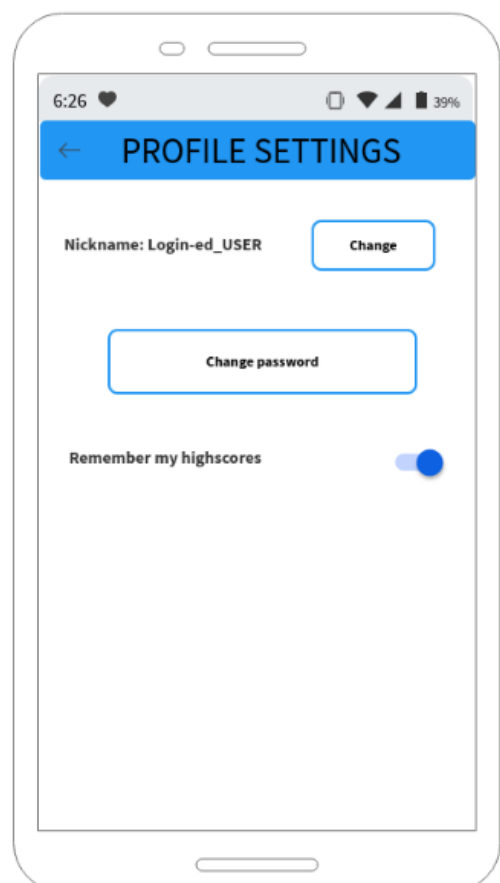 6:26 39%
PROFILE SETTINGS
Nickname: Login-ed_USER Change
Change password
Remember my highscores